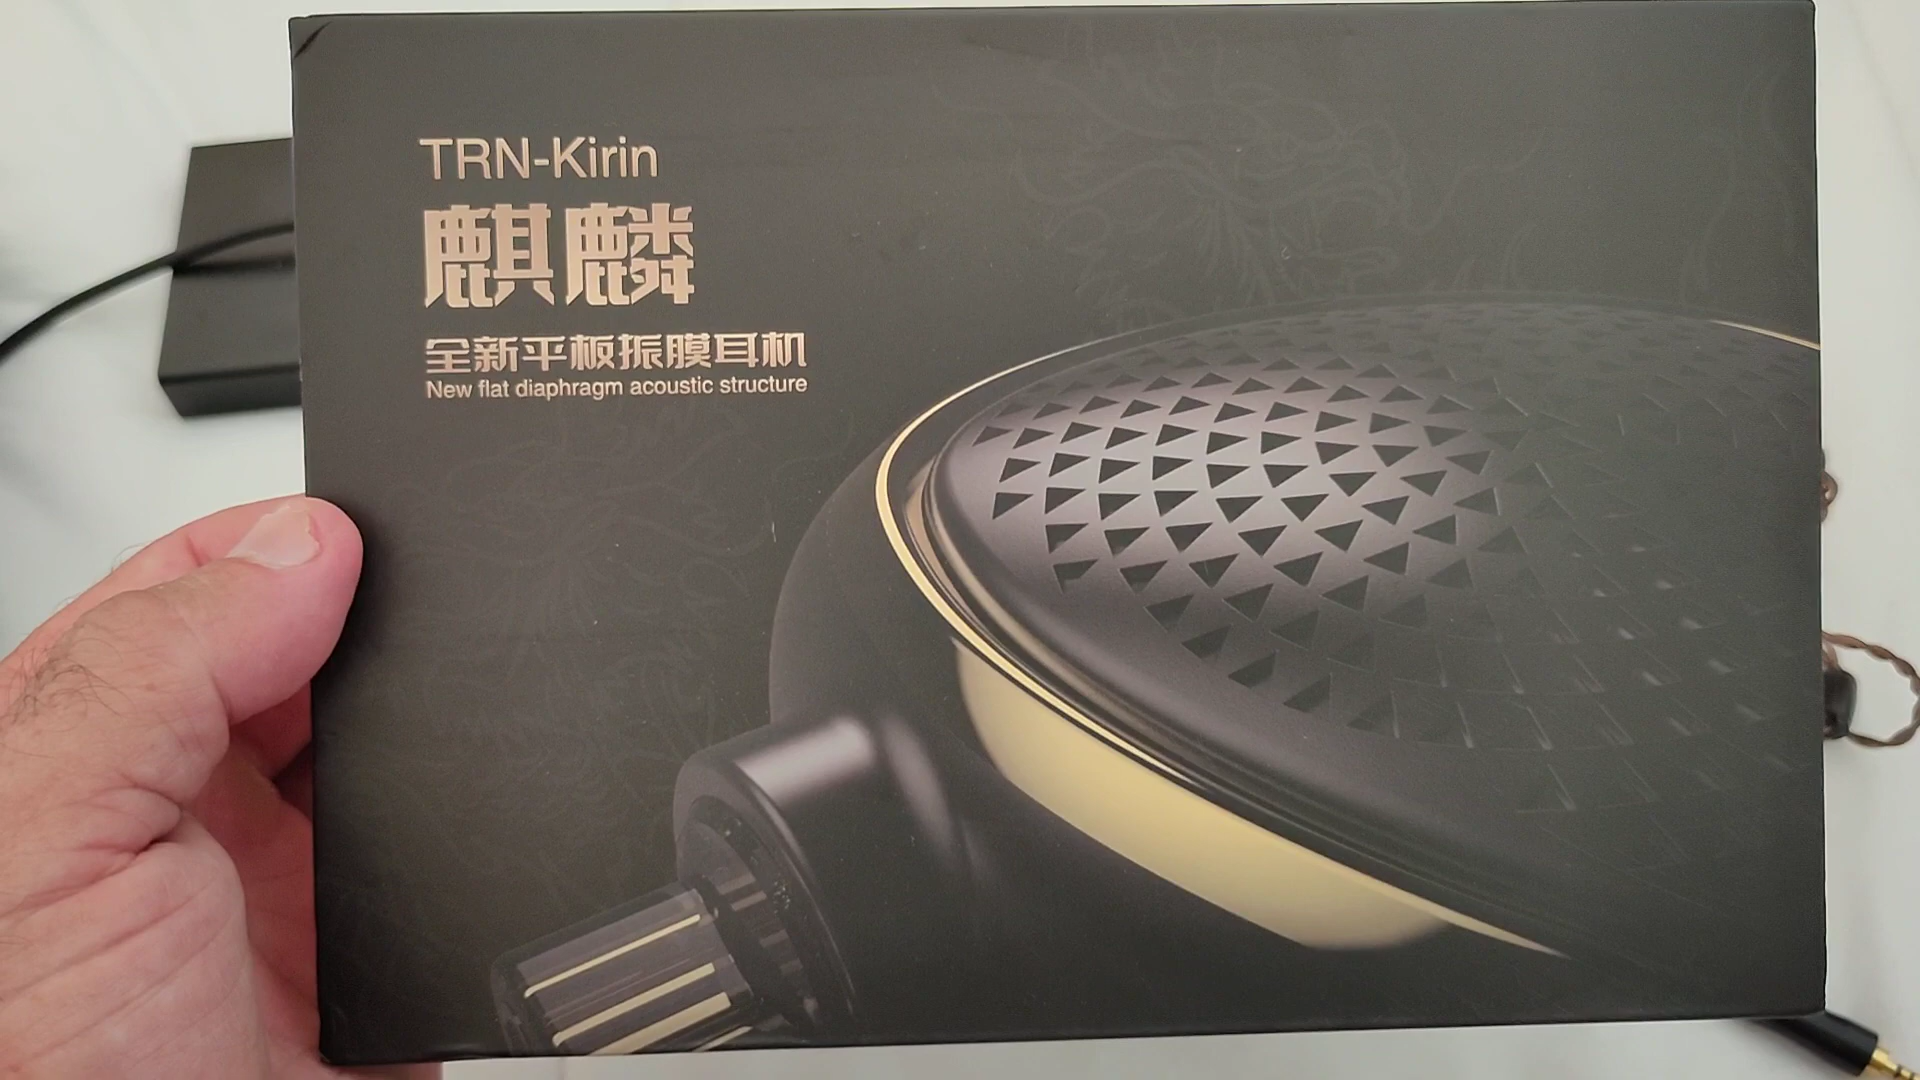 TRN-Kirin
麒麟
全新平板振膜耳机
New flat diaphragm acoustic structure